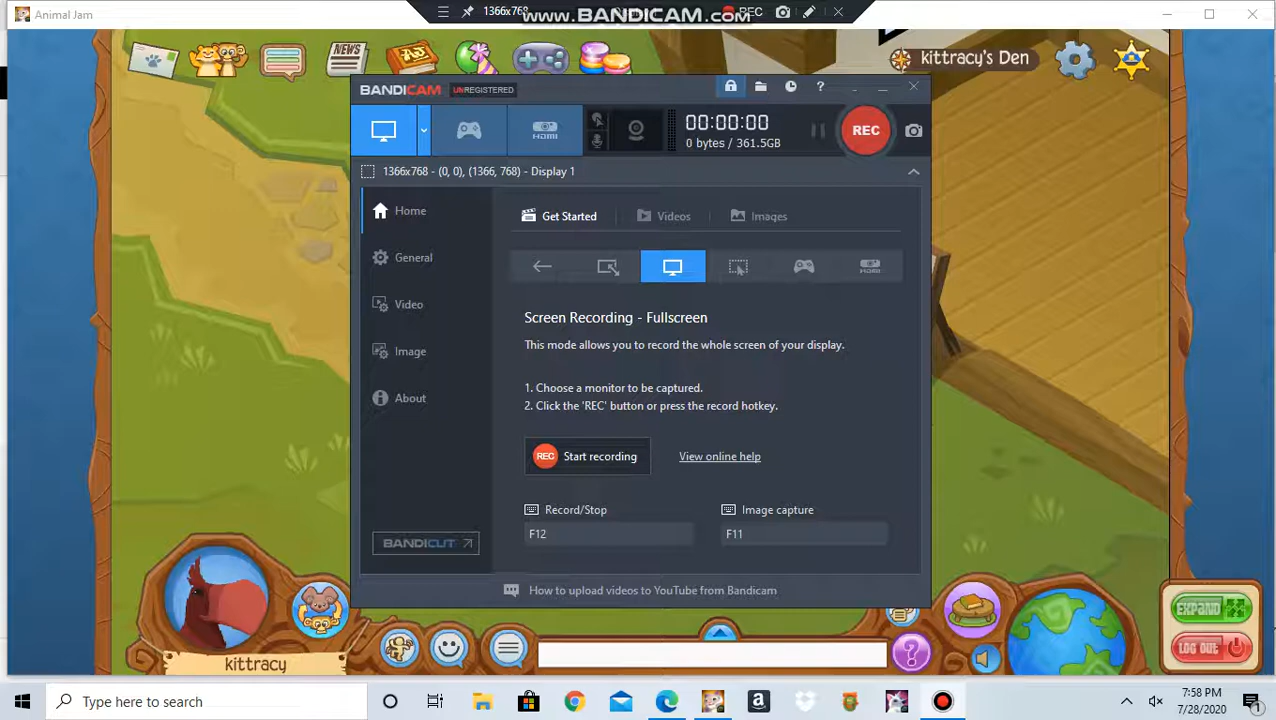 Animal Jam
1366x768
www.BANDICAM.com
REC
NEWS
AJ
kittracy's Den
BANDICAM
UNREGISTERED
?
HDMI
00:00:00
0 bytes / 361.5GB
REC
1366x768 - (0, 0), (1366, 768) - Display 1
Home
General
Video
Image
About
BANDICUT
Get Started
Videos
Images
HDMI
Screen Recording - Fullscreen
This mode allows you to record the whole screen of your display.
1. Choose a monitor to be captured.
2. Click the 'REC' button or press the record hotkey.
REC Start recording
View online help
Record/Stop
Image capture
F12
F11
How to upload videos to YouTube from Bandicam
kittracy
?
EXPAND
LOG OUT
Type here to search
a
7:58 PM
7/28/2020
1